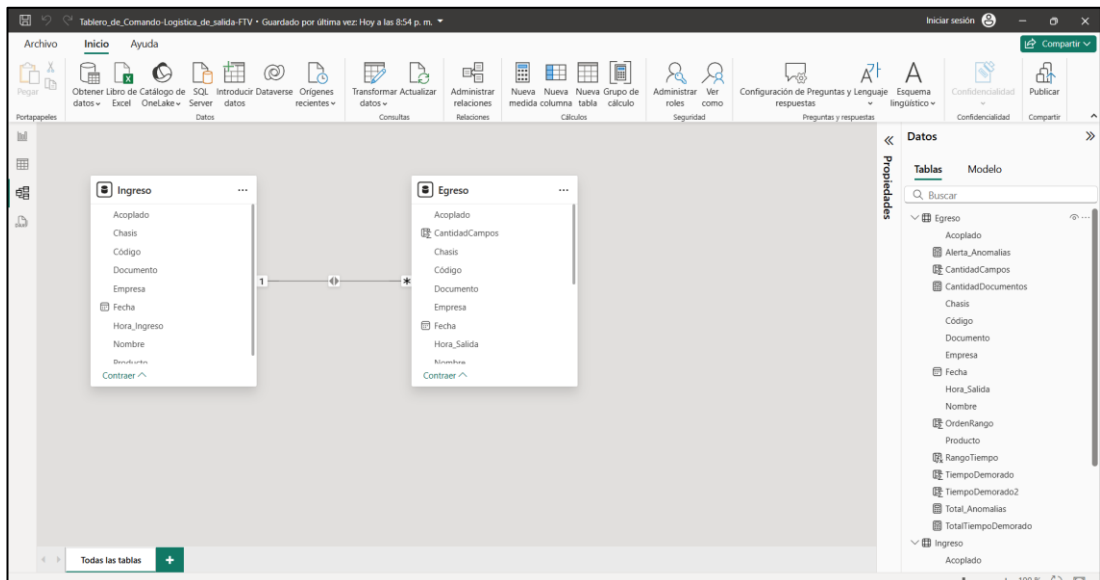 Tablero_de_Comando-Logistica_de_salida-FTV • Guardado por última vez: Hoy a las 8:54 p. m.
Iniciar sesión
Archivo Inicio Ayuda
Compartir
Pegar
Obtener datos
Libro de Excel
Catálogo de OneLake
SQL Server
Introducir datos
Dataverse
Orígenes recientes
Transformar datos
Actualizar
Administrar relaciones
Nueva medida
Nueva columna
Nueva tabla
Grupo de cálculo
Administrar roles
Ver como
Configuración de Preguntas y respuestas
Lenguaje
Esquema lingüístico
Confidencialidad
Publicar
Portapapeles
Datos
Consultas
Relaciones
Cálculos
Seguridad
Preguntas y respuestas
Confidencialidad
Compartir
Ingreso
Acoplado
Chasis
Código
Documento
Empresa
Fecha
Hora_Ingreso
Nombre
Producto
Contraer
1
*
Egreso
Acoplado
CantidadCampos
Chasis
Código
Documento
Empresa
Fecha
Hora_Salida
Nombre
Contraer
Propiedades
Datos
Tablas Modelo
Buscar
Egreso
Acoplado
Alerta_Anomalias
CantidadCampos
CantidadDocumentos
Chasis
Código
Documento
Empresa
Fecha
Hora_Salida
Nombre
OrdenRango
Producto
RangoTiempo
TiempoDemorado
TiempoDemorado2
Total_Anomalias
TotalTiempoDemorado
Ingreso
Acoplado
Todas las tablas
+
100 %